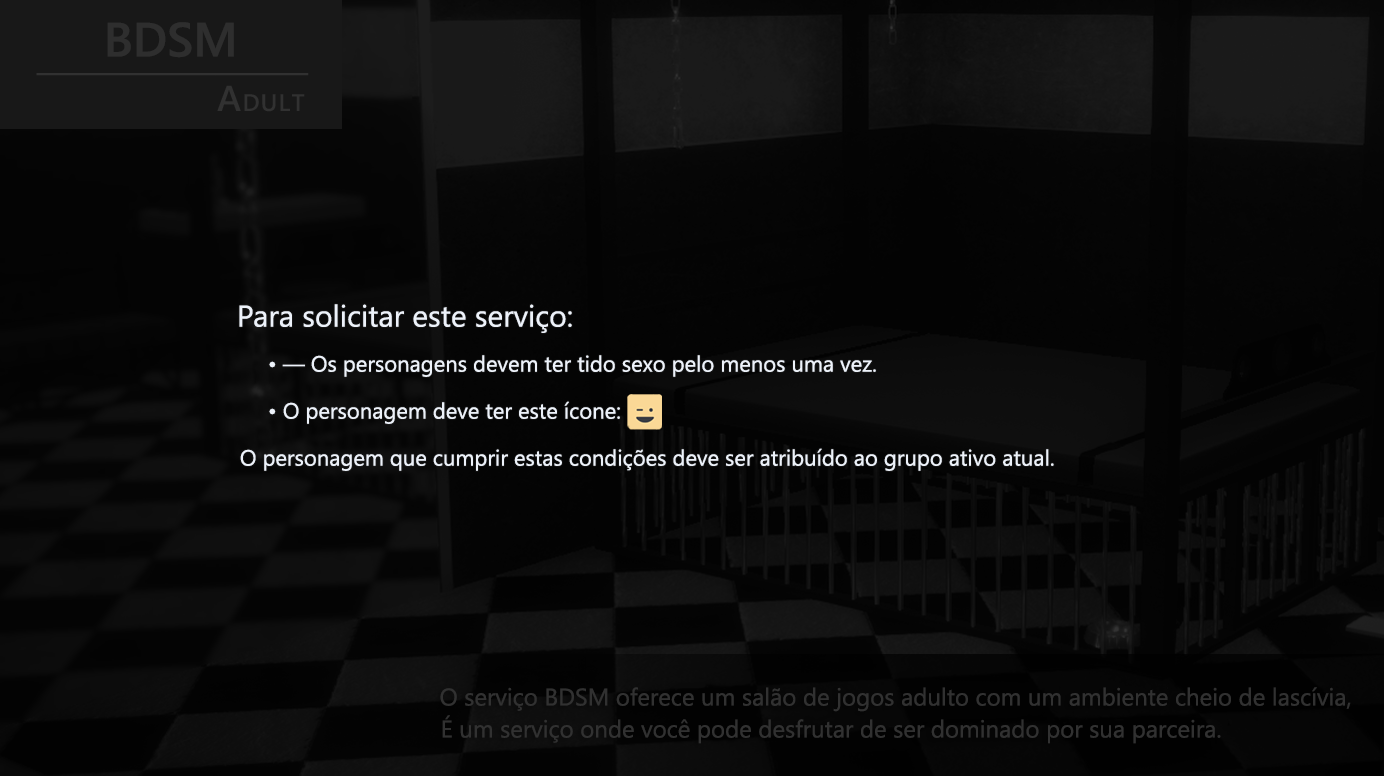 BDSM
ADULT
Para solicitar este serviço:
• — Os personagens devem ter tido sexo pelo menos uma vez.
• O personagem deve ter este ícone:
O personagem que cumprir estas condições deve ser atribuído ao grupo ativo atual.
O serviço BDSM oferece um salão de jogos adulto com um ambiente cheio de lascívia,
É um serviço onde você pode desfrutar de ser dominado por sua parceira.